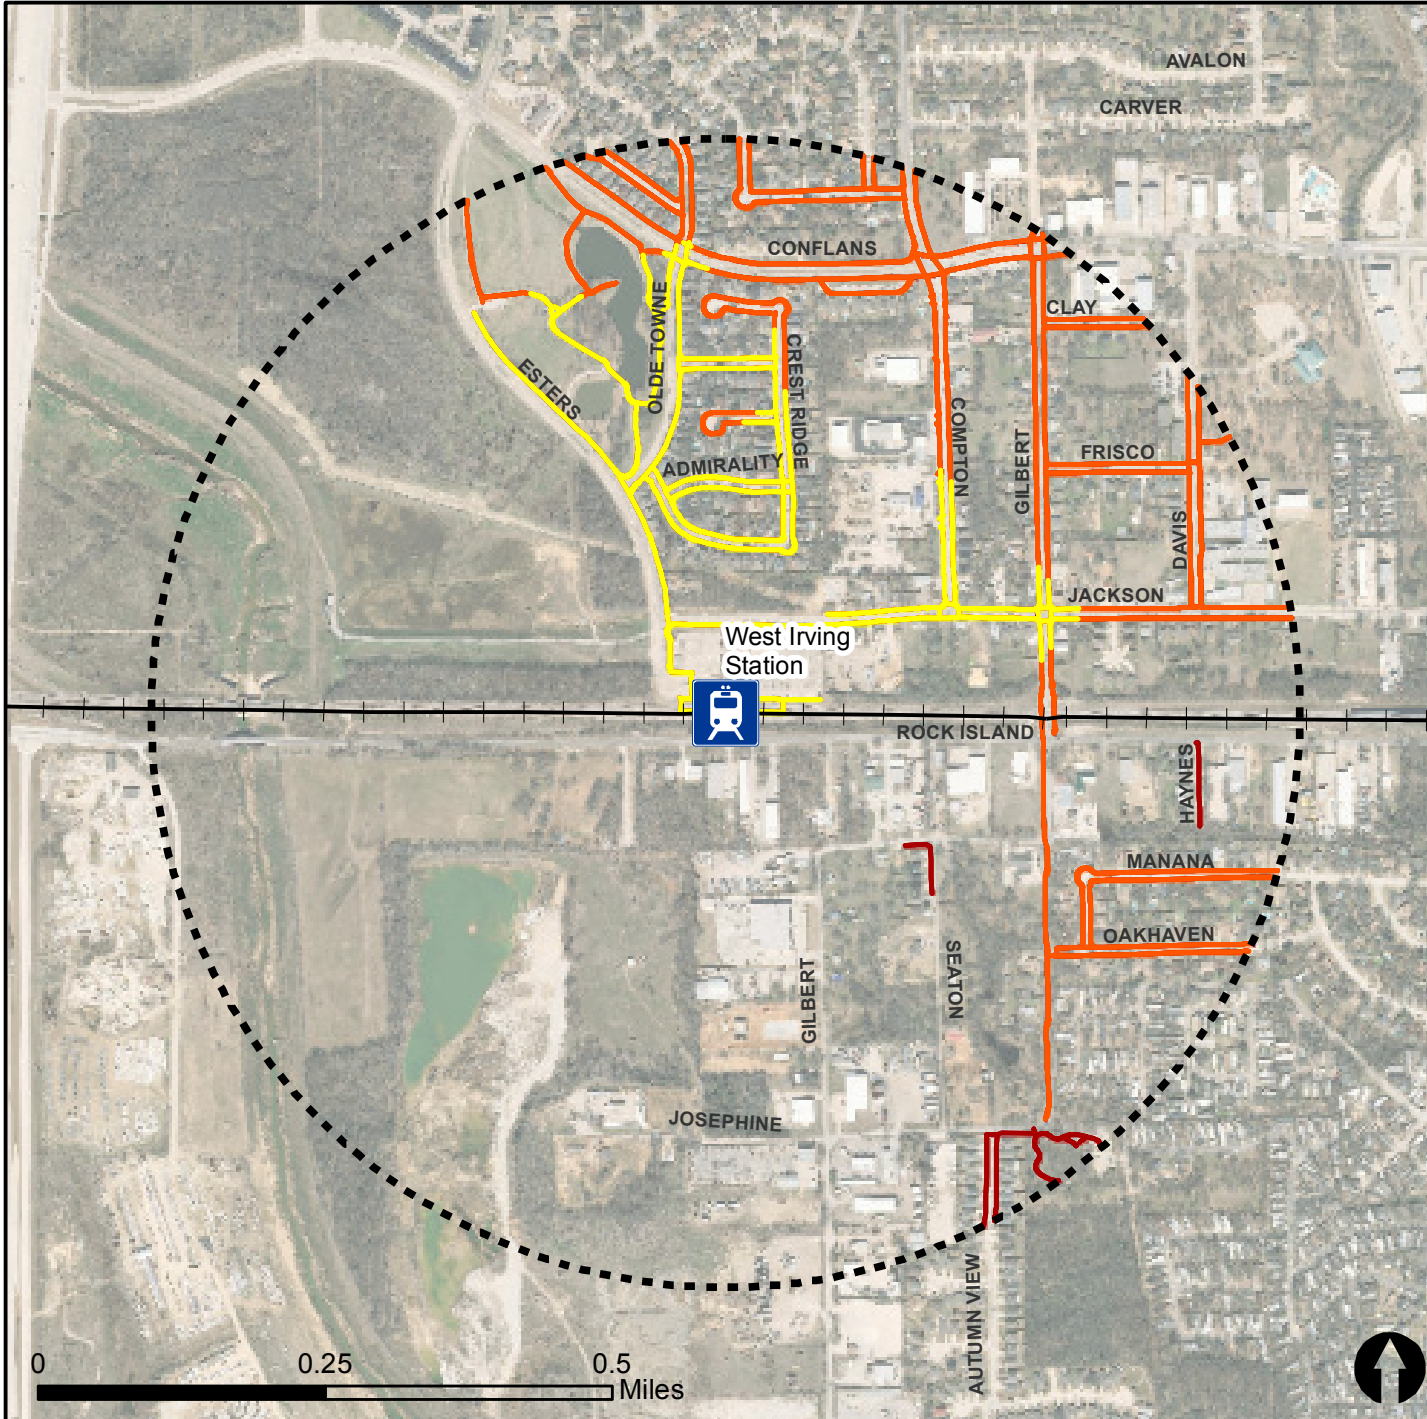 AVALON
CARVER
CONFLANS
CLAY
OLDE TOWNE
CREST RIDGE
ESTERS
COMPTON
GILBERT
FRISCO
ADMIRALITY
DAVIS
JACKSON
West Irving
Station
ROCK ISLAND
HAYNES
MANANA
OAKHAVEN
SEATON
GILBERT
JOSEPHINE
AUTUMN VIEW
0 0.25 0.5
Miles